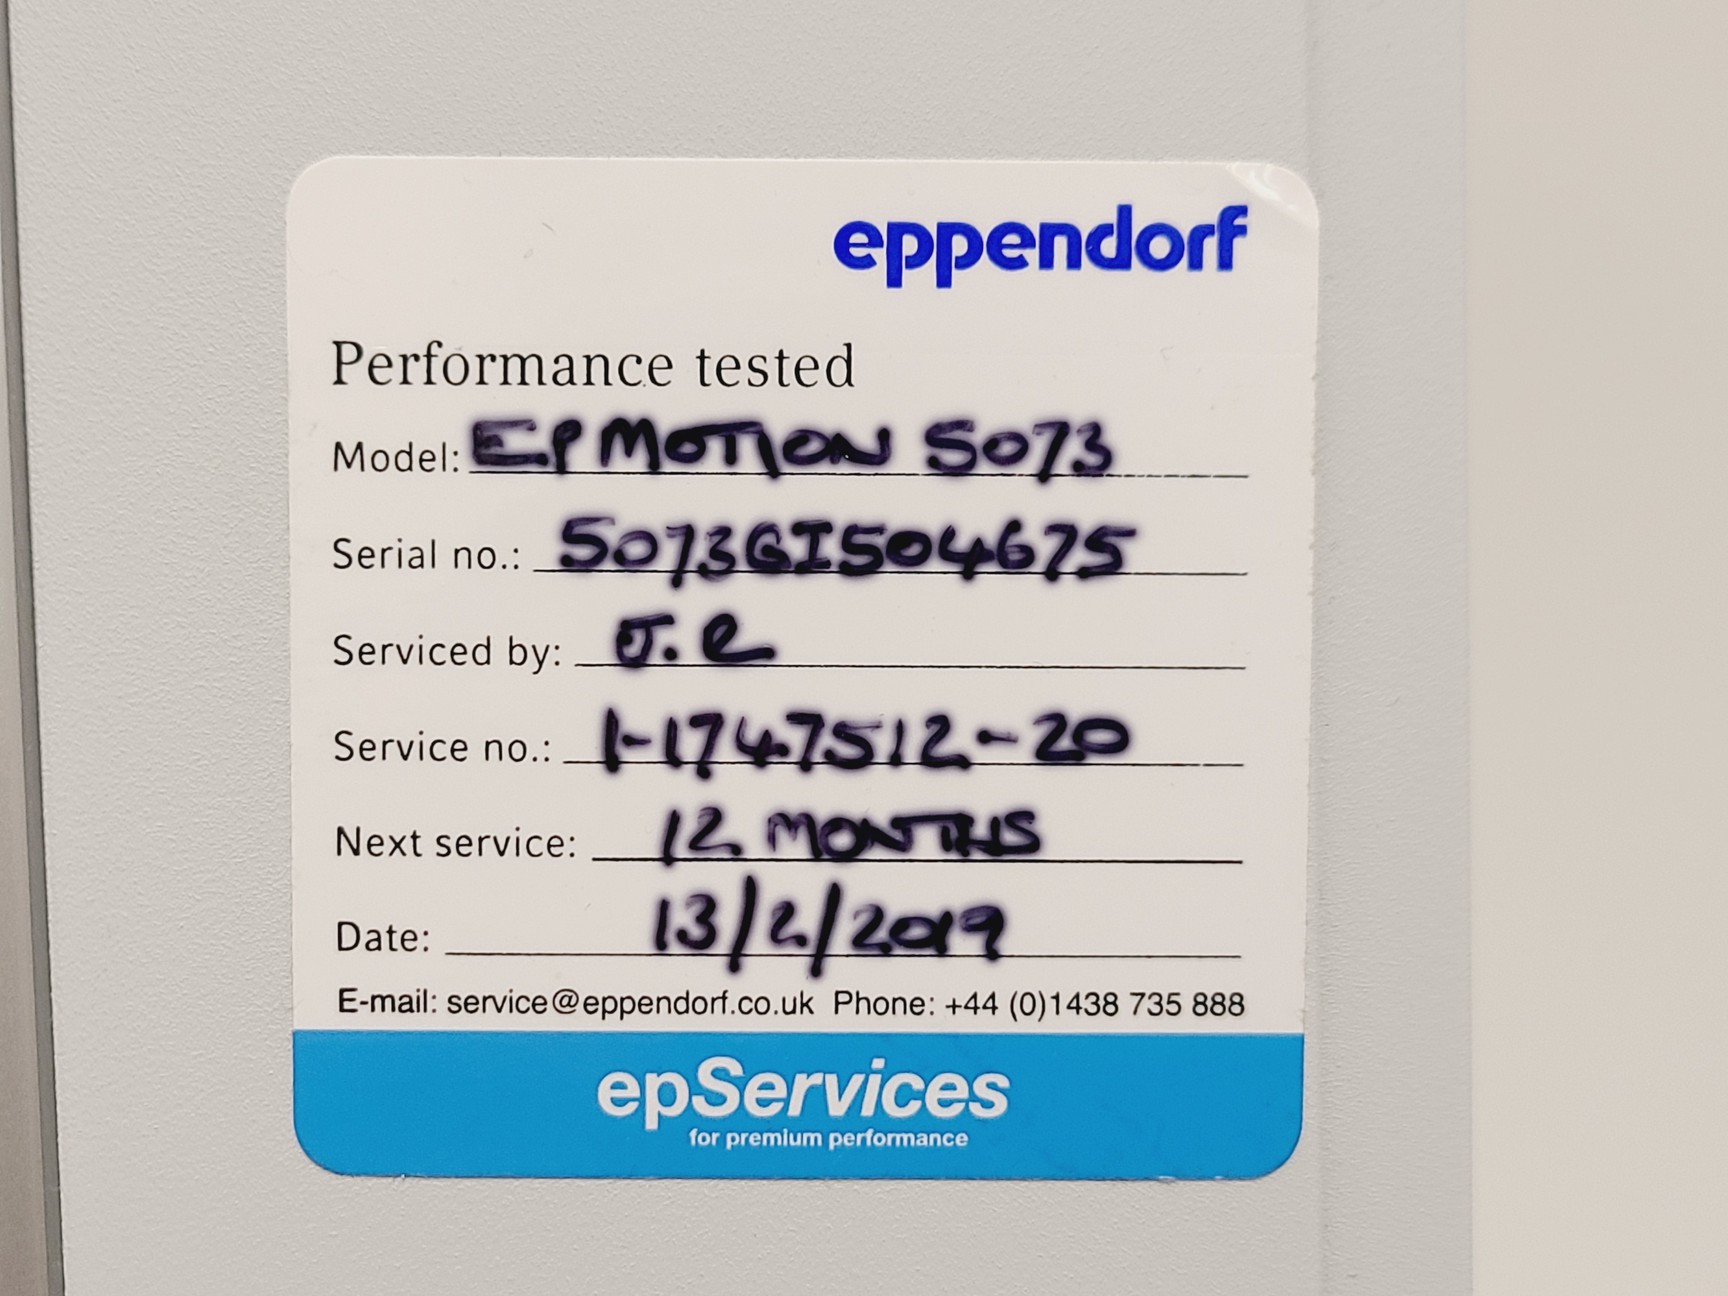 eppendorf
Performance tested
Model: EP MOTION 5073
Serial no.: 5073GI504675
Serviced by: J.R
Service no.: 1-1747512-20
Next service: 12 MONTHS
Date: 13/2/2019
E-mail: service@eppendorf.co.uk Phone: +44 (0)1438 735 888
epServices
for premium performance